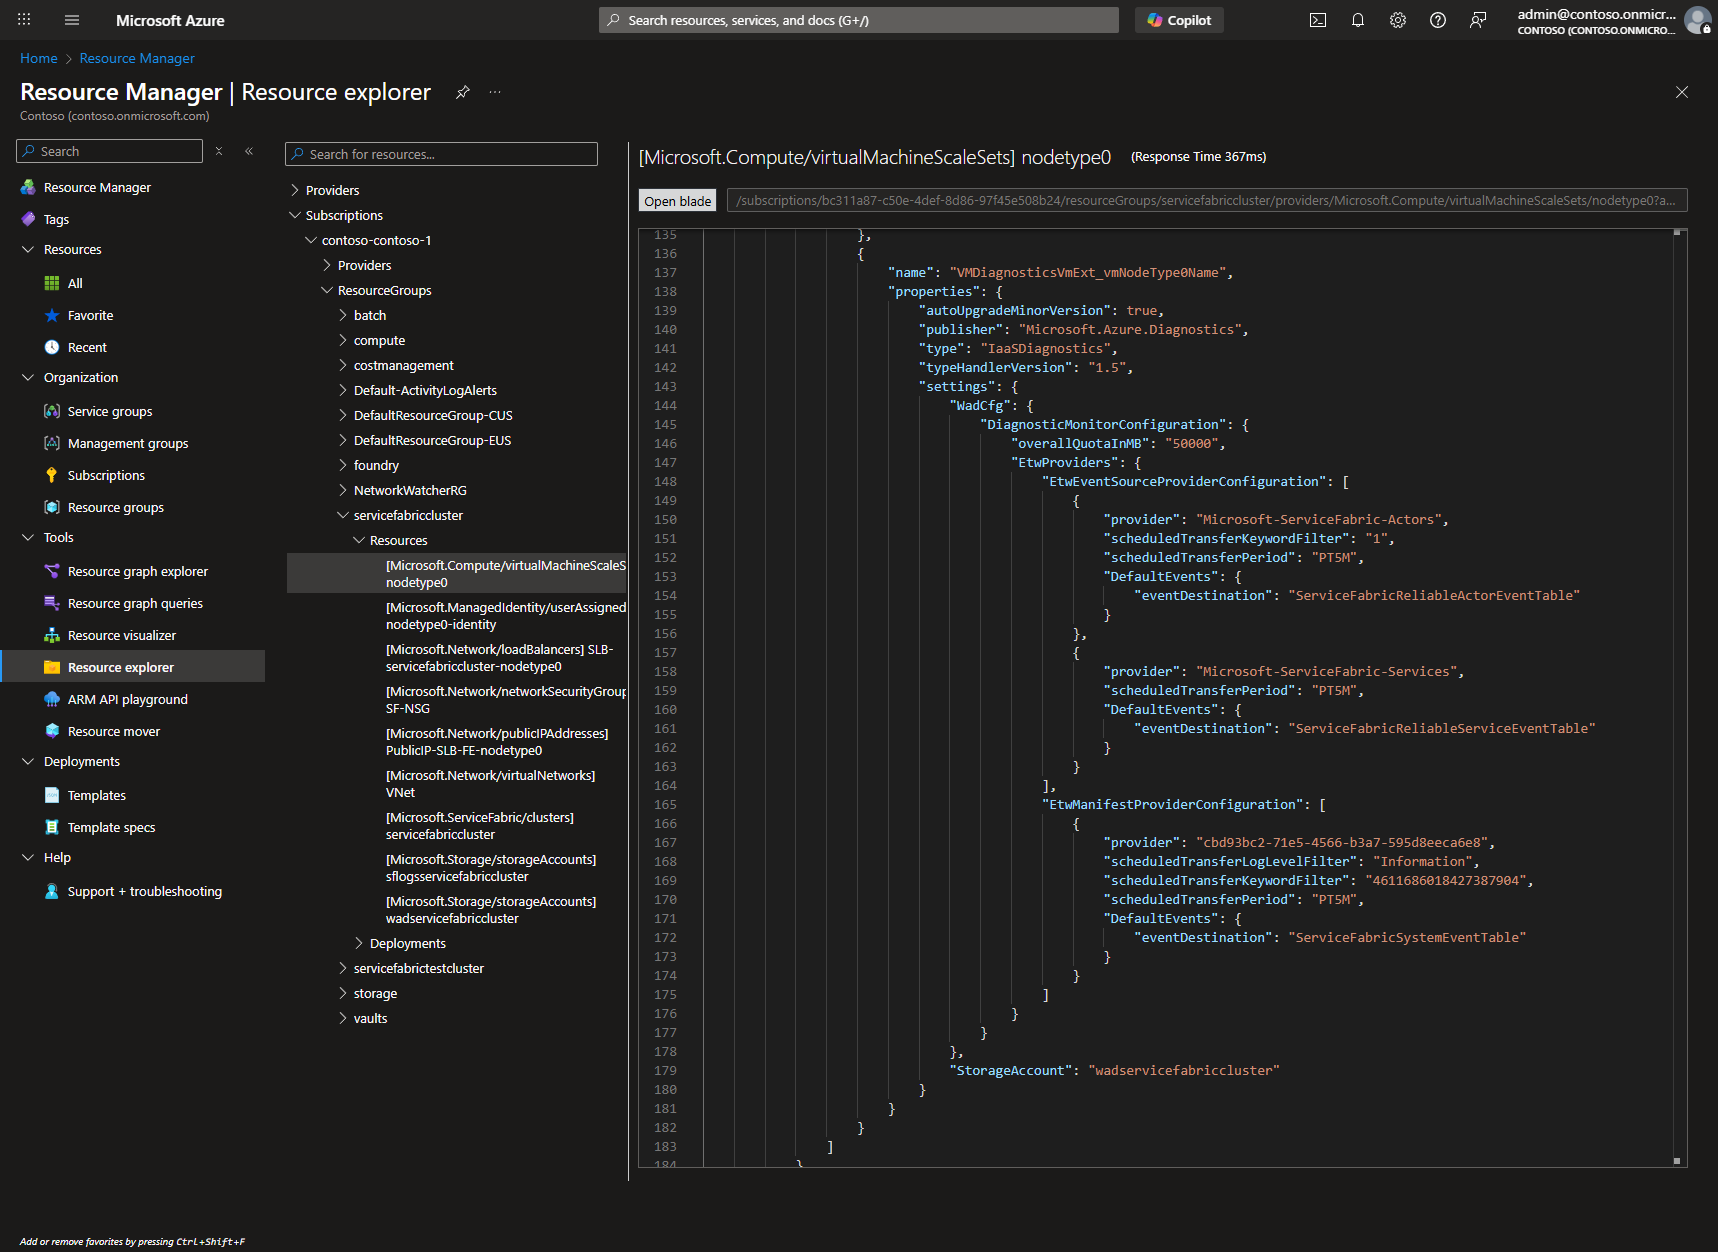 Microsoft Azure
Search resources, services, and docs (G+/)
Copilot
admin@contoso.onmicr...
CONTOSO (CONTOSO.ONMICRO...
Home
Resource Manager
Resource Manager | Resource explorer
...
Contoso (contoso.onmicrosoft.com)
Search
Resource Manager
Tags
Resources
All
Favorite
Recent
Organization
Service groups
Management groups
Subscriptions
Resource groups
Tools
Resource graph explorer
Resource graph queries
Resource visualizer
Resource explorer
ARM API playground
Resource mover
Deployments
Templates
Template specs
Help
Support + troubleshooting
Add or remove favorites by pressing Ctrl+Shift+F
Search for resources...
Providers
Subscriptions
contoso-contoso-1
Providers
ResourceGroups
batch
compute
costmanagement
Default-ActivityLogAlerts
DefaultResourceGroup-CUS
DefaultResourceGroup-EUS
foundry
NetworkWatcherRG
servicefabriccluster
Resources
[Microsoft.Compute/virtualMachineScaleS
nodetype0
[Microsoft.ManagedIdentity/userAssigned
nodetype0-identity
[Microsoft.Network/loadBalancers] SLB-
servicefabriccluster-nodetype0
[Microsoft.Network/networkSecurityGroup
SF-NSG
[Microsoft.Network/publicIPAddresses]
PublicIP-SLB-FE-nodetype0
[Microsoft.Network/virtualNetworks]
VNet
[Microsoft.ServiceFabric/clusters]
servicefabriccluster
[Microsoft.Storage/storageAccounts]
sflogsservicefabriccluster
[Microsoft.Storage/storageAccounts]
wadservicefabriccluster
Deployments
servicefabrictestcluster
storage
vaults
[Microsoft.Compute/virtualMachineScaleSets] nodetype0 (Response Time 367ms)
Open blade
/subscriptions/bc311a87-c50e-4def-8d86-97f45e508b24/resourceGroups/servicefabriccluster/providers/Microsoft.Compute/virtualMachineScaleSets/nodetype0?a...
135 },
136 {
137 "name": "VMDiagnosticsVmExt_vmNodeType0Name",
138 "properties": {
139 "autoUpgradeMinorVersion": true,
140 "publisher": "Microsoft.Azure.Diagnostics",
141 "type": "IaaSDiagnostics",
142 "typeHandlerVersion": "1.5",
143 "settings": {
144 "WadCfg": {
145 "DiagnosticMonitorConfiguration": {
146 "overallQuotaInMB": "50000",
147 "EtwProviders": {
148 "EtwEventSourceProviderConfiguration": [
149 {
150 "provider": "Microsoft-ServiceFabric-Actors",
151 "scheduledTransferKeywordFilter": "1",
152 "scheduledTransferPeriod": "PT5M",
153 "DefaultEvents": {
154 "eventDestination": "ServiceFabricReliableActorEventTable"
155 }
156 },
157 {
158 "provider": "Microsoft-ServiceFabric-Services",
159 "scheduledTransferPeriod": "PT5M",
160 "DefaultEvents": {
161 "eventDestination": "ServiceFabricReliableServiceEventTable"
162 }
163 }
164 ],
165 "EtwManifestProviderConfiguration": [
166 {
167 "provider": "cbd93bc2-71e5-4566-b3a7-595d8eeca6e8",
168 "scheduledTransferLogLevelFilter": "Information",
169 "scheduledTransferKeywordFilter": "4611686018427387904",
170 "scheduledTransferPeriod": "PT5M",
171 "DefaultEvents": {
172 "eventDestination": "ServiceFabricSystemEventTable"
173 }
174 }
175 ]
176 }
177 }
178 },
179 "StorageAccount": "wadservicefabriccluster"
180 }
181 }
182 }
183 ]
184 }